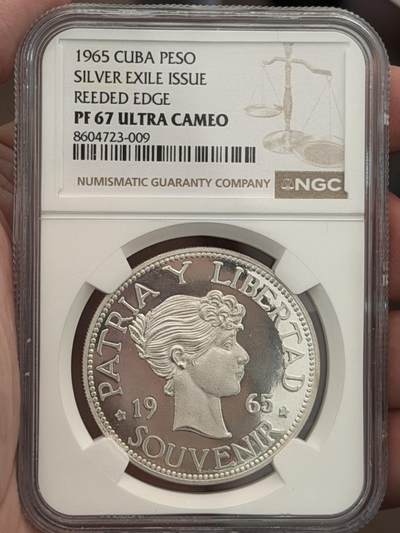 1965 CUBA PESO
SILVER EXILE ISSUE
REEDED EDGE
PF 67 ULTRA CAMEO
8604723-009
NUMISMATIC GUARANTY COMPANY
NGC
PATRIA Y LIBERTAD
19 65
SOUVENIR